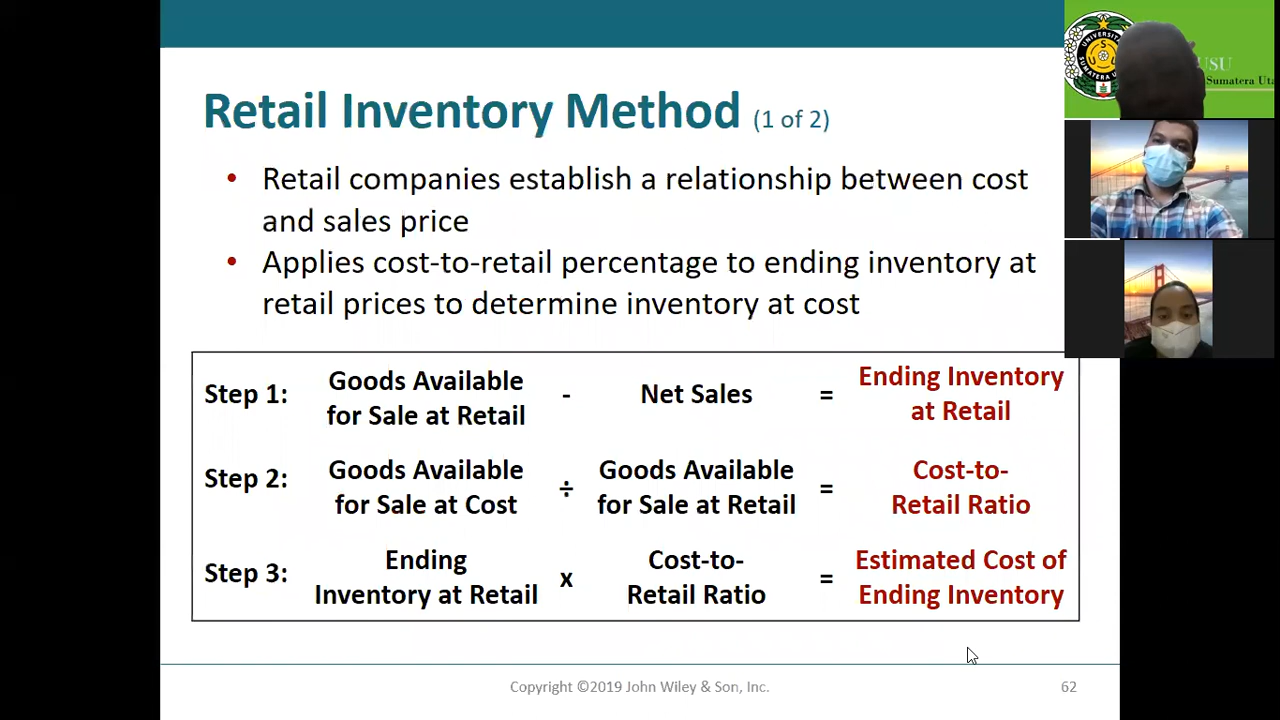 Retail Inventory Method (1 of 2)
• Retail companies establish a relationship between cost
and sales price
• Applies cost-to-retail percentage to ending inventory at
retail prices to determine inventory at cost
Step 1: Goods Available for Sale at Retail - Net Sales = Ending Inventory at Retail
Step 2: Goods Available for Sale at Cost ÷ Goods Available for Sale at Retail = Cost-to-Retail Ratio
Step 3: Ending Inventory at Retail x Cost-to-Retail Ratio = Estimated Cost of Ending Inventory
Copyright ©2019 John Wiley & Son, Inc.
62
USU
Sumatera Uta